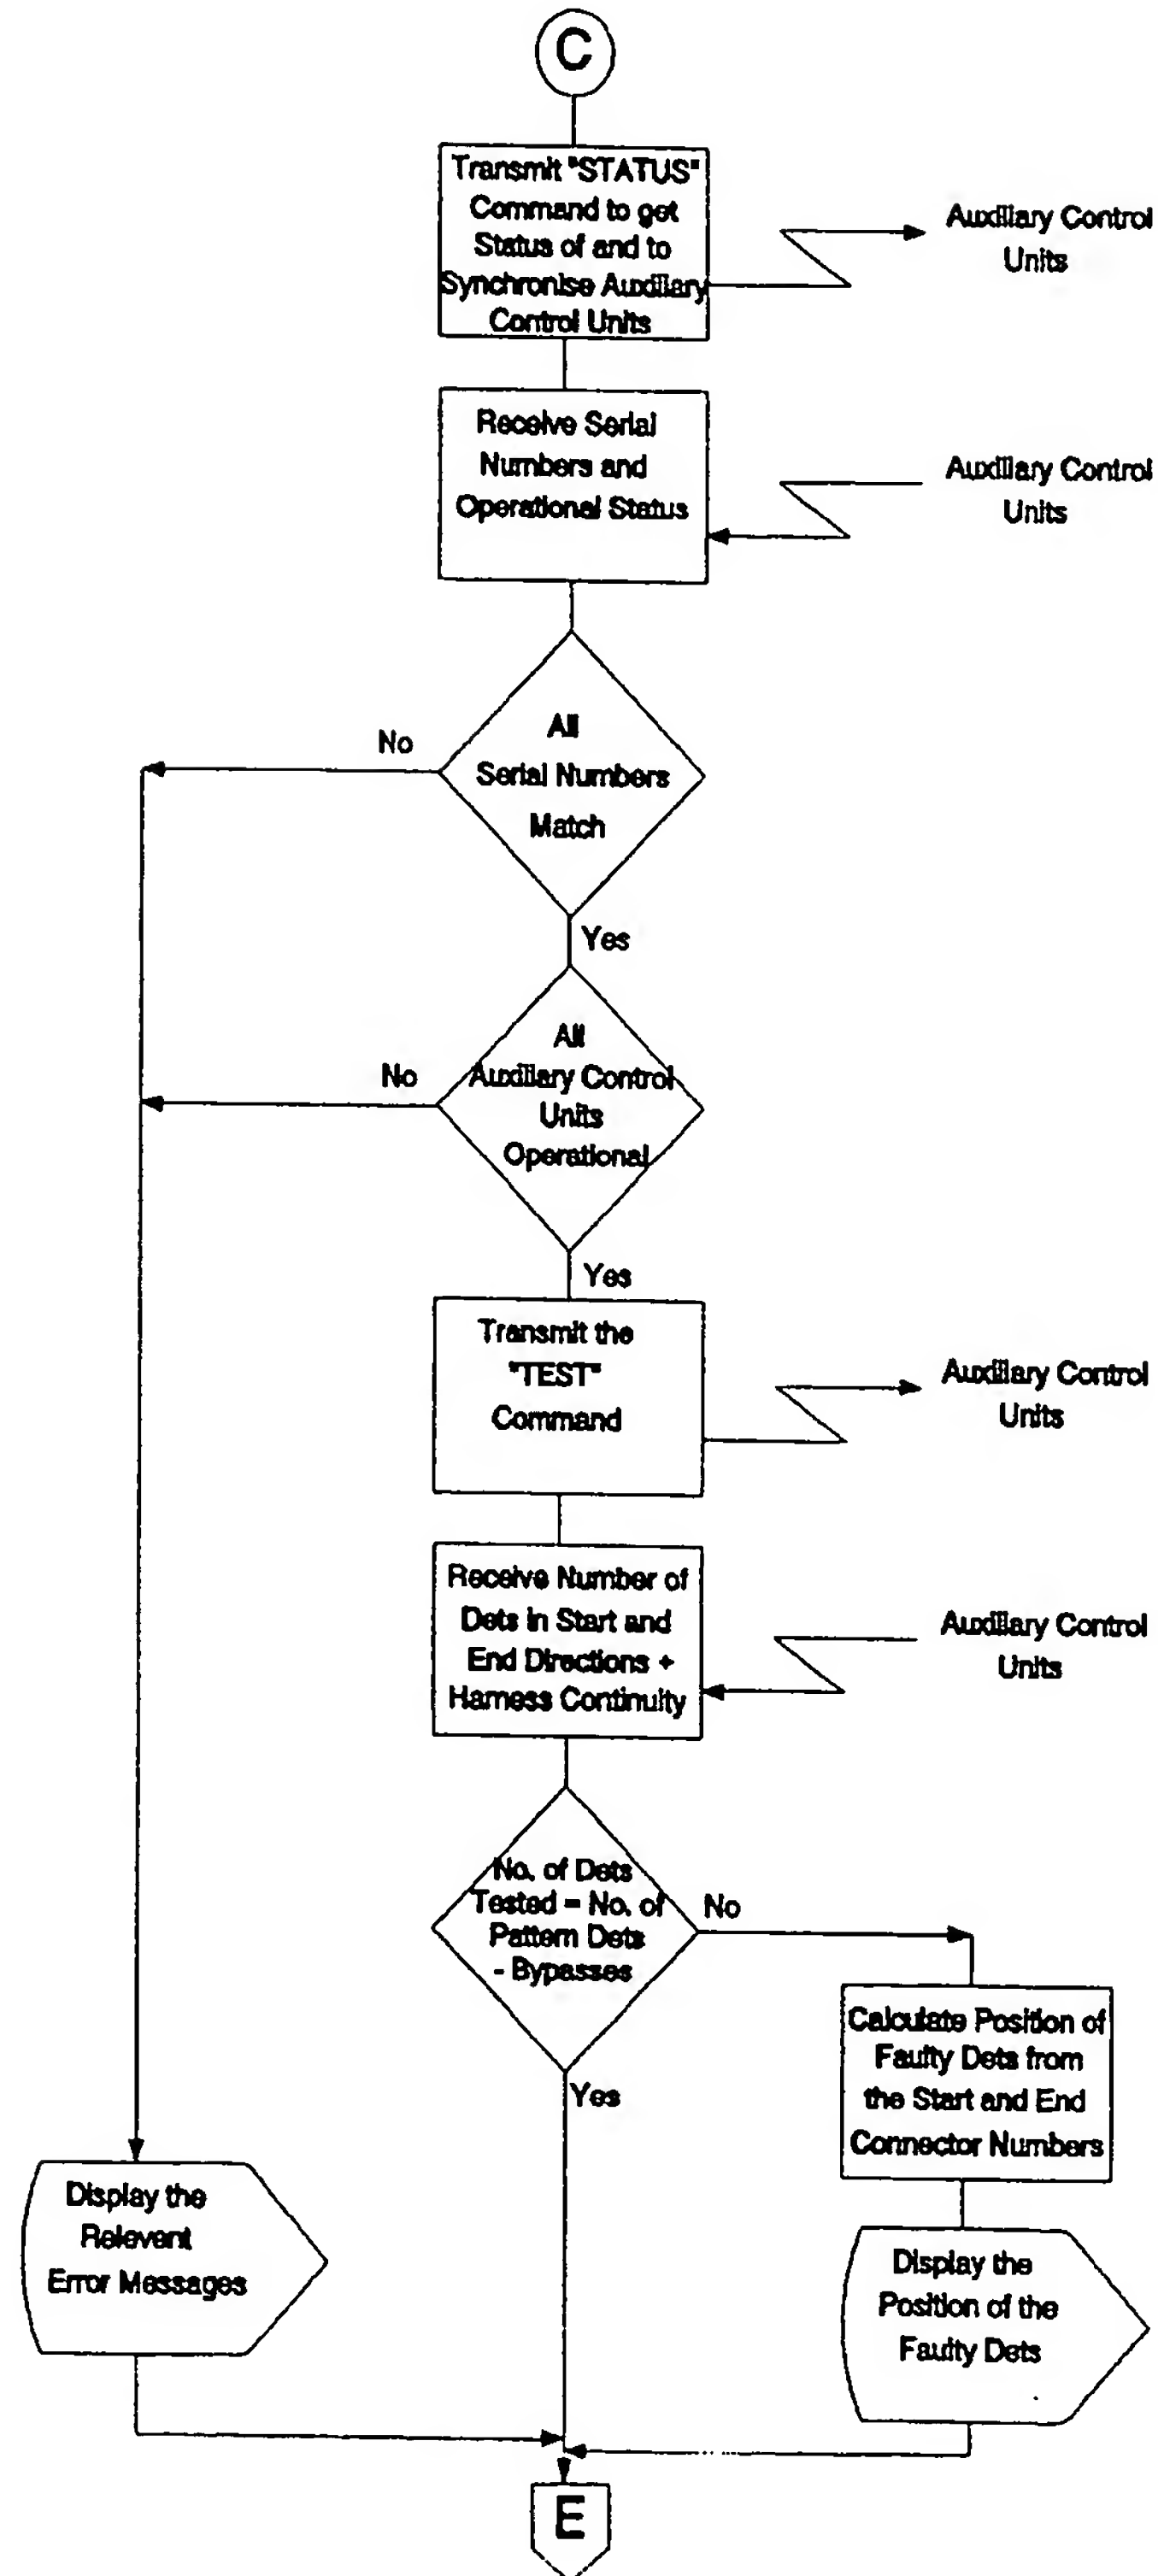 C
Transmit "STATUS"
Command to get
Status of and to
Synchronise Auxiliary
Control Units
Auxiliary Control
Units
Receive Serial
Numbers and
Operational Status
Auxiliary Control
Units
All
Serial Numbers
Match
No
Yes
All
Auxiliary Control
Units
Operational
No
Yes
Transmit the
"TEST"
Command
Auxiliary Control
Units
Receive Number of
Dets in Start and
End Directions +
Harness Continuity
Auxiliary Control
Units
No. of Dets
Tested = No. of
Pattern Dets
- Bypasses
No
Yes
Calculate Position of
Faulty Dets from
the Start and End
Connector Numbers
Display the
Relevent
Error Messages
Display the
Position of the
Faulty Dets
E